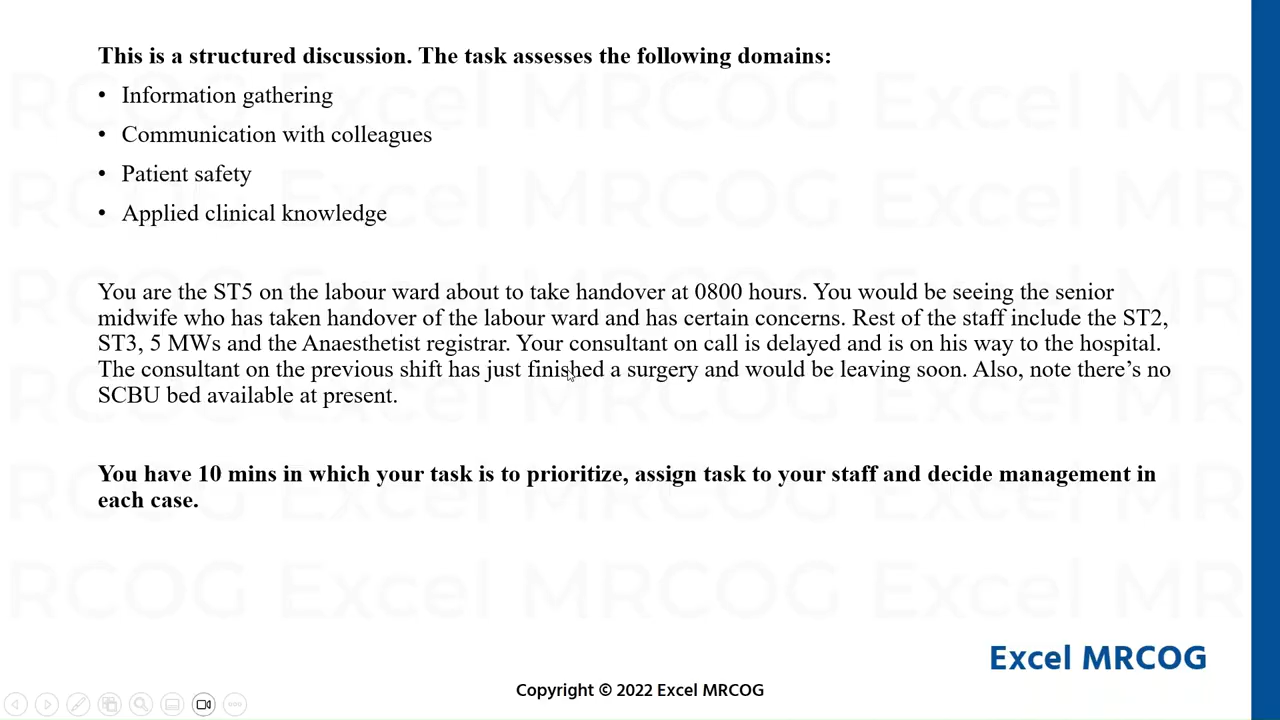 This is a structured discussion. The task assesses the following domains:
• Information gathering
• Communication with colleagues
• Patient safety
• Applied clinical knowledge
You are the ST5 on the labour ward about to take handover at 0800 hours. You would be seeing the senior
midwife who has taken handover of the labour ward and has certain concerns. Rest of the staff include the ST2,
ST3, 5 MWs and the Anaesthetist registrar. Your consultant on call is delayed and is on his way to the hospital.
The consultant on the previous shift has just finished a surgery and would be leaving soon. Also, note there's no
SCBU bed available at present.
You have 10 mins in which your task is to prioritize, assign task to your staff and decide management in
each case.
Excel MRCOG
Copyright © 2022 Excel MRCOG